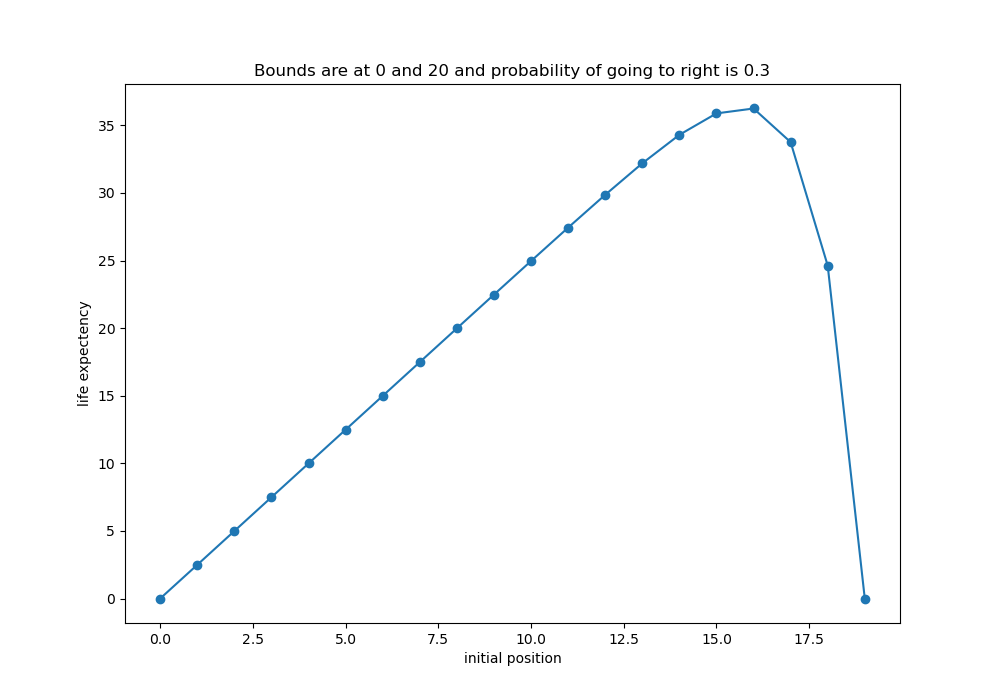 Bounds are at 0 and 20 and probability of going to right is 0.3
life expectency
35
30
25
20
15
10
5
0
0.0 2.5 5.0 7.5 10.0 12.5 15.0 17.5
initial position